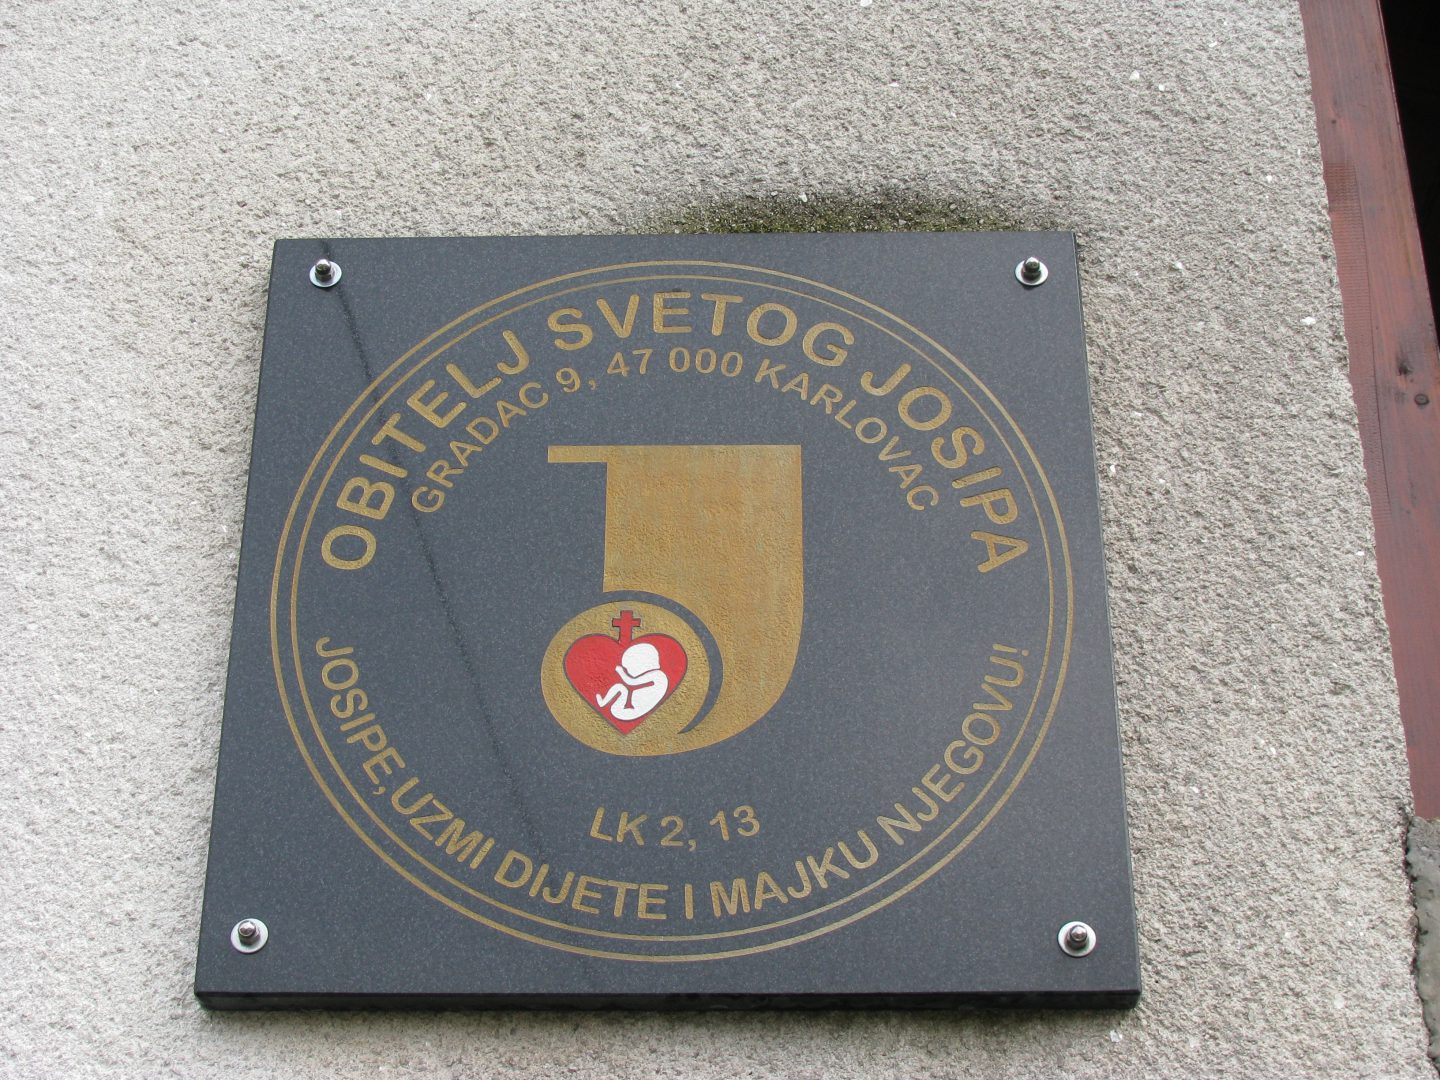 OBITELJ SVETOG JOSIPA
GRADAC 9, 47 000 KARLOVAC
LK 2, 13
JOSIPE, UZMI DIJETE I MAJKU NJEGOVU!